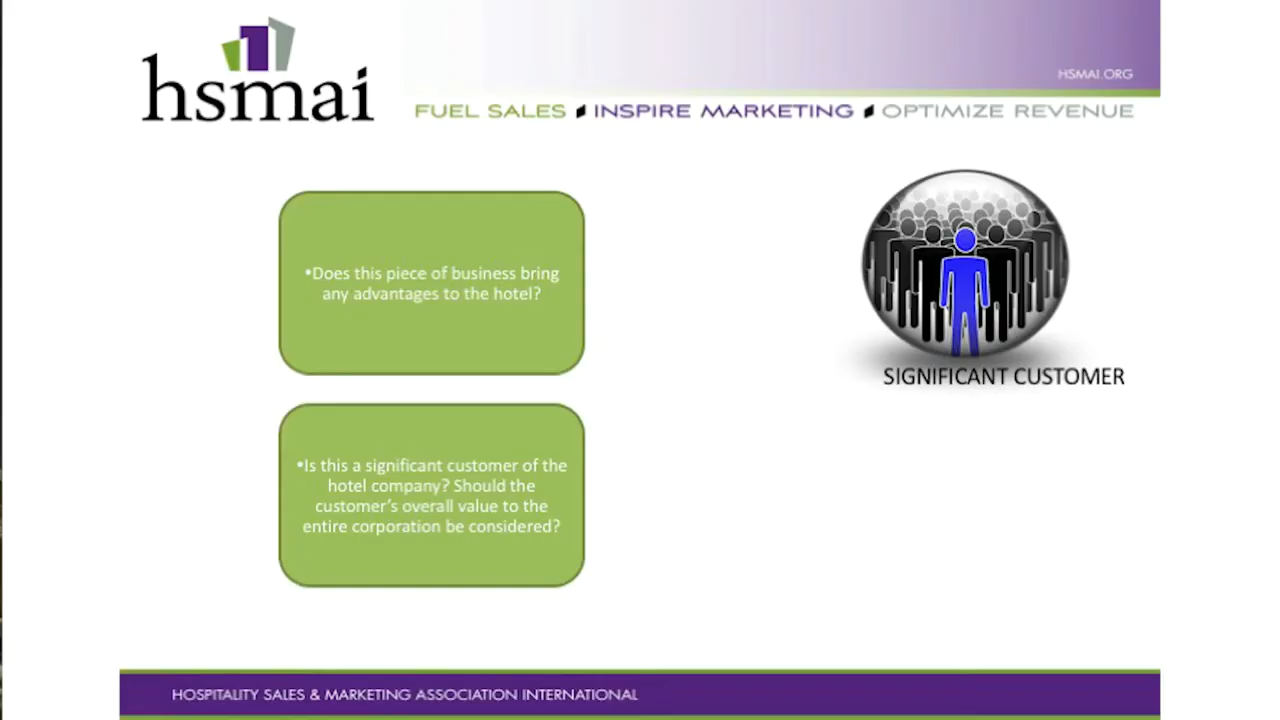 hsmai
HSMAI.ORG
FUEL SALES INSPIRE MARKETING OPTIMIZE REVENUE
•Does this piece of business bring
any advantages to the hotel?
SIGNIFICANT CUSTOMER
•Is this a significant customer of the
hotel company? Should the
customer's overall value to the
entire corporation be considered?
HOSPITALITY SALES & MARKETING ASSOCIATION INTERNATIONAL